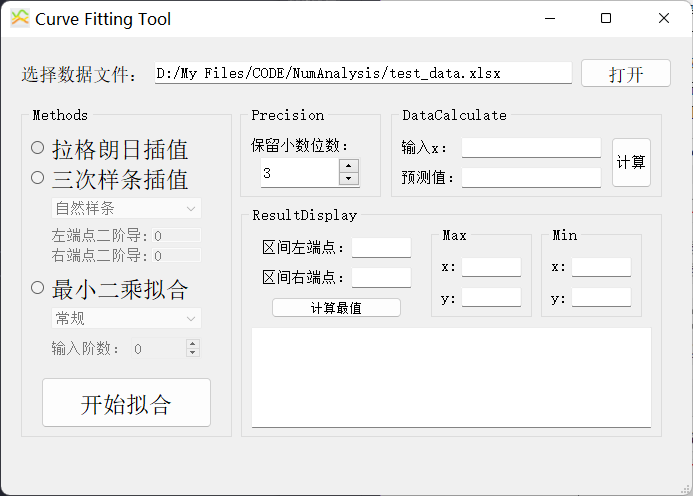 Curve Fitting Tool
选择数据文件: D:/My Files/CODE/NumAnalysis/test_data.xlsx 打开
Methods
拉格朗日插值
三次样条插值
自然样条
左端点二阶导: 0
右端点二阶导: 0
最小二乘拟合
常规
输入阶数: 0
开始拟合
Precision
保留小数位数:
3
DataCalculate
输入x:
预测值:
计算
ResultDisplay
区间左端点:
区间右端点:
计算最值
Max
x:
y:
Min
x:
y: